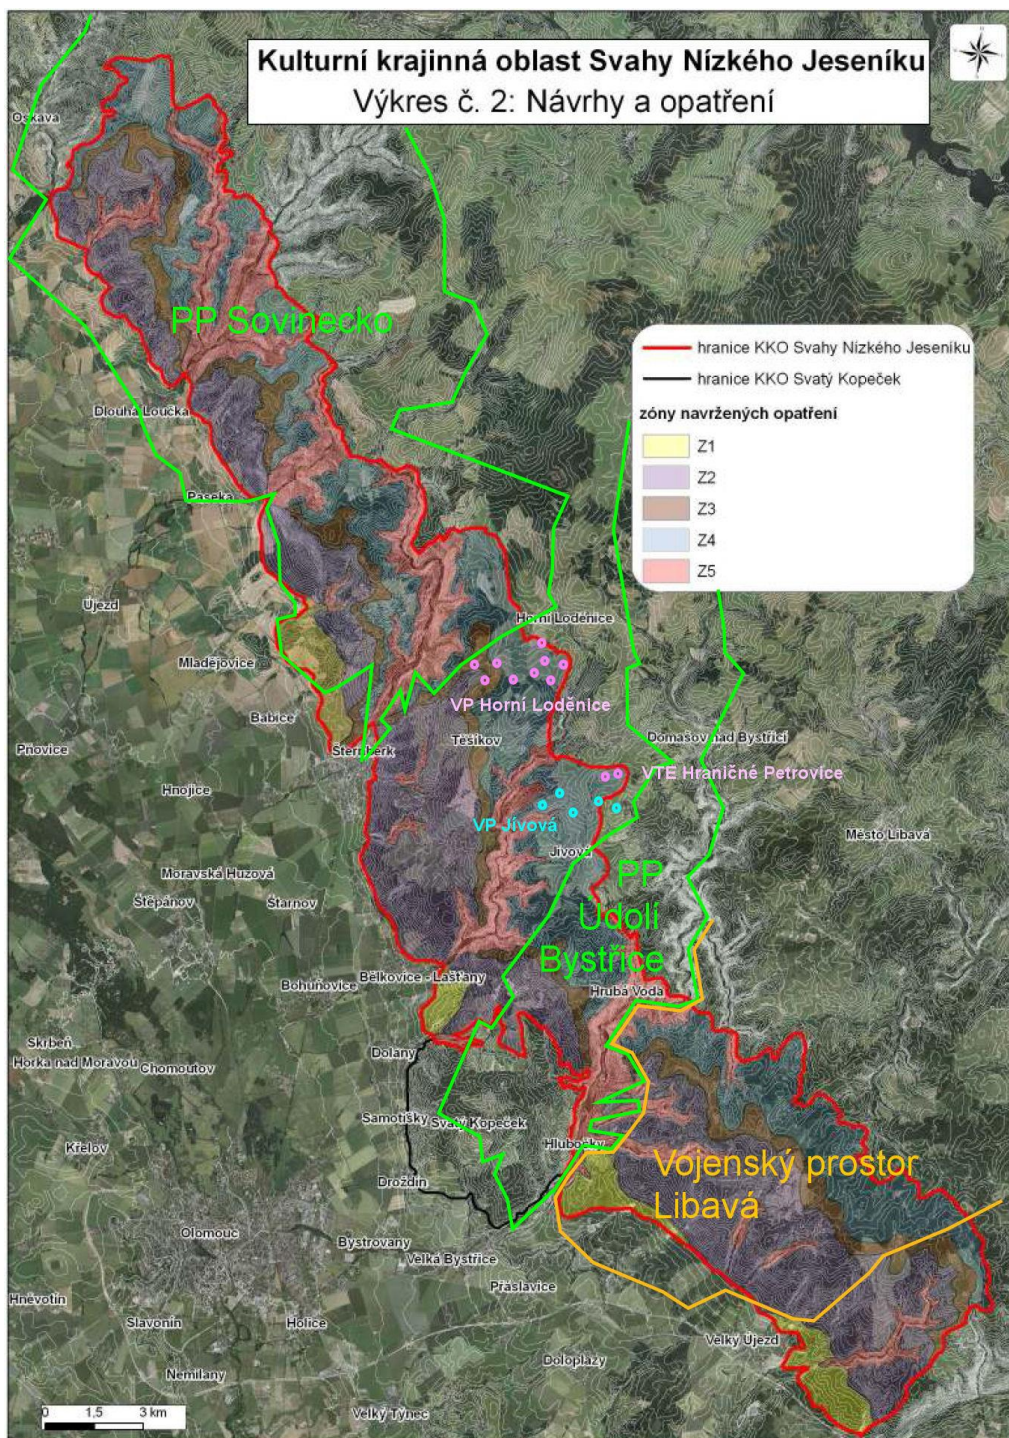 Kulturní krajinná oblast Svahy Nízkého Jeseníku
Výkres č. 2: Návrhy a opatření
Oskava
PP Sovinecko
hranice KKO Svahy Nízkého Jeseníku
hranice KKO Svatý Kopeček
zóny navržených opatření
Z1
Z2
Z3
Z4
Z5
Dlouhá Loučka
Paseka
Újezd
Horní Loděnice
Mladějovice
VP Horní Loděnice
Babice
Pňovice
Šternberk
Těšíkov
Domašov nad Bystřicí
VTE Hraničné Petrovice
Hnojice
VP Jívová
Město Libavá
Jívová
Moravská Huzová
Štěpánov
Štarnov
PP
Údolí
Bystřice
Bělkovice - Lašťany
Bohuňovice
Hrubá Voda
Skrbeň
Horka nad Moravou
Chomoutov
Dolany
Samotišky
Svatý Kopeček
Křelov
Hlubočky
Vojenský prostor
Libavá
Droždín
Olomouc
Bystrovany
Velká Bystřice
Přáslavice
Hněvotín
Slavonín
Holice
Velký Újezd
Doloplazy
Nemilany
Velký Týnec
0 1,5 3 km